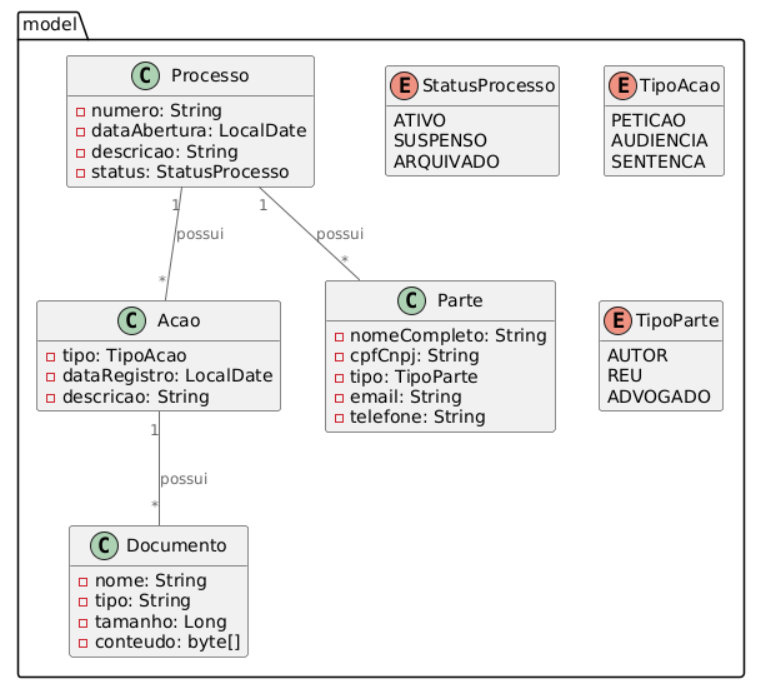 model
C Processo
numero: String
dataAbertura: LocalDate
descricao: String
status: StatusProcesso
E StatusProcesso
ATIVO
SUSPENSO
ARQUIVADO
E TipoAcao
PETICAO
AUDIENCIA
SENTENCA
1
possui
*
1
possui
*
C Acao
tipo: TipoAcao
dataRegistro: LocalDate
descricao: String
C Parte
nomeCompleto: String
cpfCnpj: String
tipo: TipoParte
email: String
telefone: String
E TipoParte
AUTOR
REU
ADVOGADO
1
possui
*
C Documento
nome: String
tipo: String
tamanho: Long
conteudo: byte[]